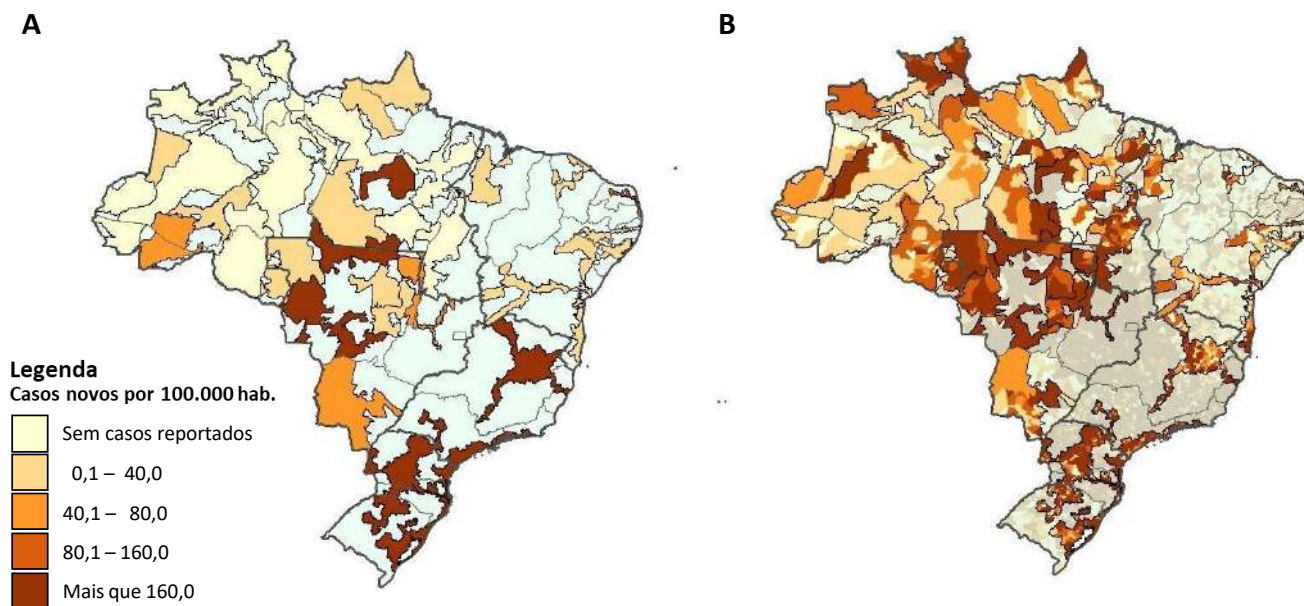 A
B
Legenda
Casos novos por 100.000 hab.
Sem casos reportados
0,1 – 40,0
40,1 – 80,0
80,1 – 160,0
Mais que 160,0